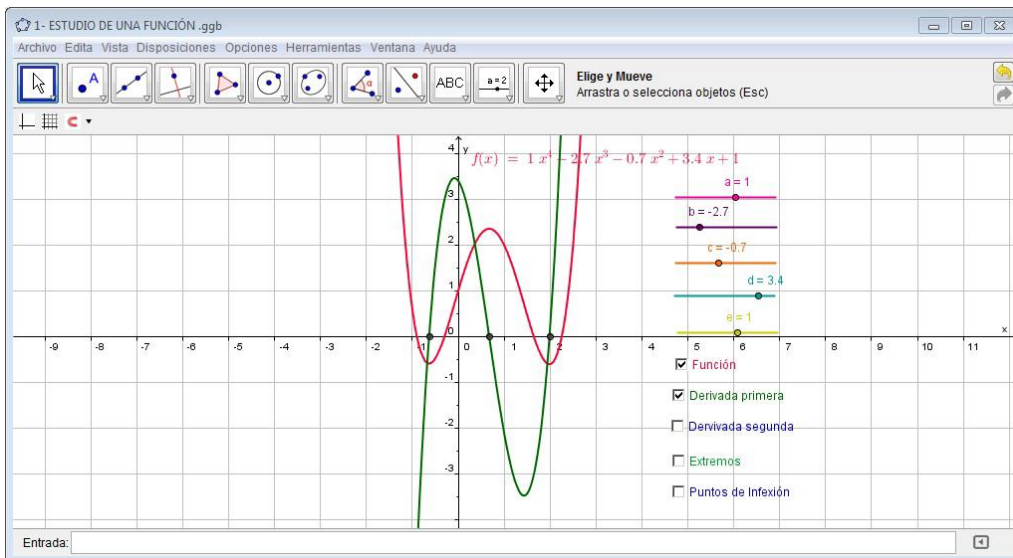 1- ESTUDIO DE UNA FUNCIÓN .ggb
Archivo Edita Vista Disposiciones Opciones Herramientas Ventana Ayuda
A
α
ABC
a = 2
Elige y Mueve
Arrastra o selecciona objetos (Esc)
y
f(x) = 1 x⁴ − 2.7 x³ − 0.7 x² + 3.4 x + 1
4
3
2
1
0
-1
-2
-3
-9 -8 -7 -6 -5 -4 -3 -2 -1 0 1 2 3 4 5 6 7 8 9 10 11
x
a = 1
b = -2.7
c = -0.7
d = 3.4
e = 1
Función
Derivada primera
Dervivada segunda
Extremos
Puntos de Infexión
Entrada: